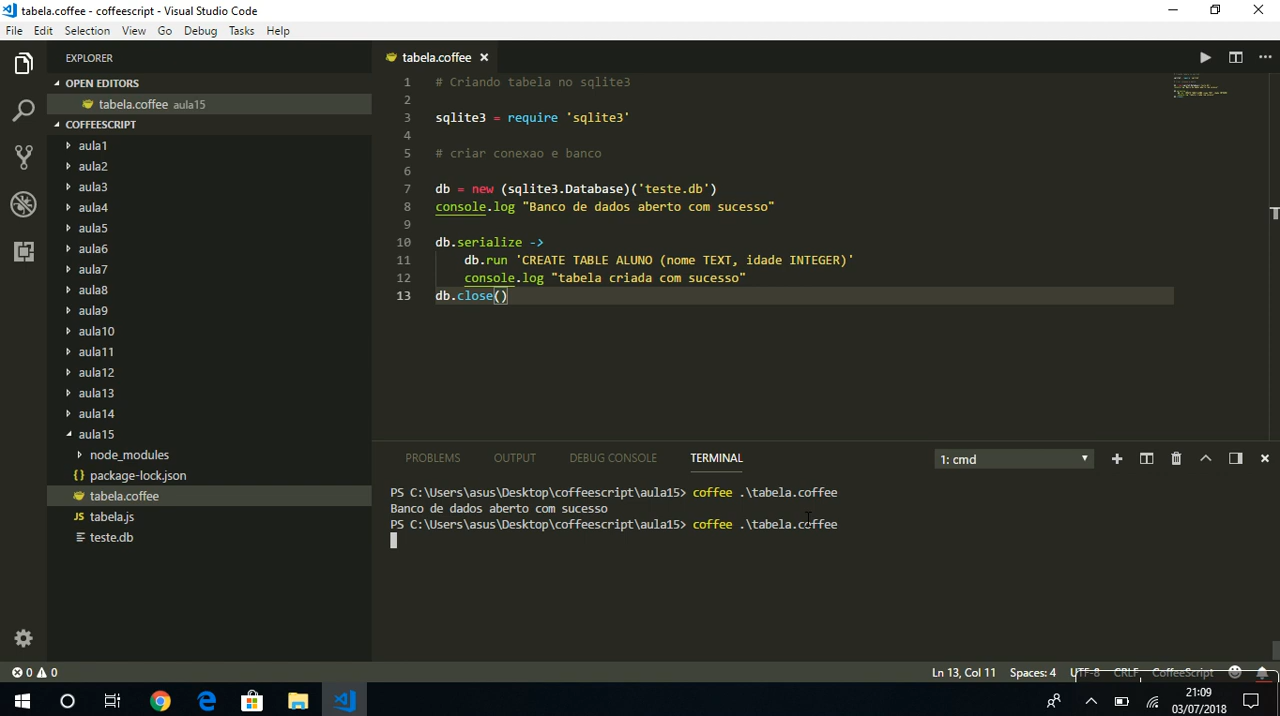 tabela.coffee - coffeescript - Visual Studio Code
File Edit Selection View Go Debug Tasks Help
EXPLORER
OPEN EDITORS
tabela.coffee aula15
COFFEESCRIPT
aula1
aula2
aula3
aula4
aula5
aula6
aula7
aula8
aula9
aula10
aula11
aula12
aula13
aula14
aula15
node_modules
{} package-lock.json
tabela.coffee
JS tabela.js
teste.db
tabela.coffee
1 # Criando tabela no sqlite3
2
3 sqlite3 = require 'sqlite3'
4
5 # criar conexao e banco
6
7 db = new (sqlite3.Database)('teste.db')
8 console.log "Banco de dados aberto com sucesso"
9
10 db.serialize ->
11 db.run 'CREATE TABLE ALUNO (nome TEXT, idade INTEGER)'
12 console.log "tabela criada com sucesso"
13 db.close()
PROBLEMS OUTPUT DEBUG CONSOLE TERMINAL 1: cmd
PS C:\Users\asus\Desktop\coffeescript\aula15> coffee .\tabela.coffee
Banco de dados aberto com sucesso
PS C:\Users\asus\Desktop\coffeescript\aula15> coffee .\tabela.coffee
0 0 Ln 13, Col 11 Spaces: 4 UTF-8 CRLF CoffeeScript
21:09
03/07/2018